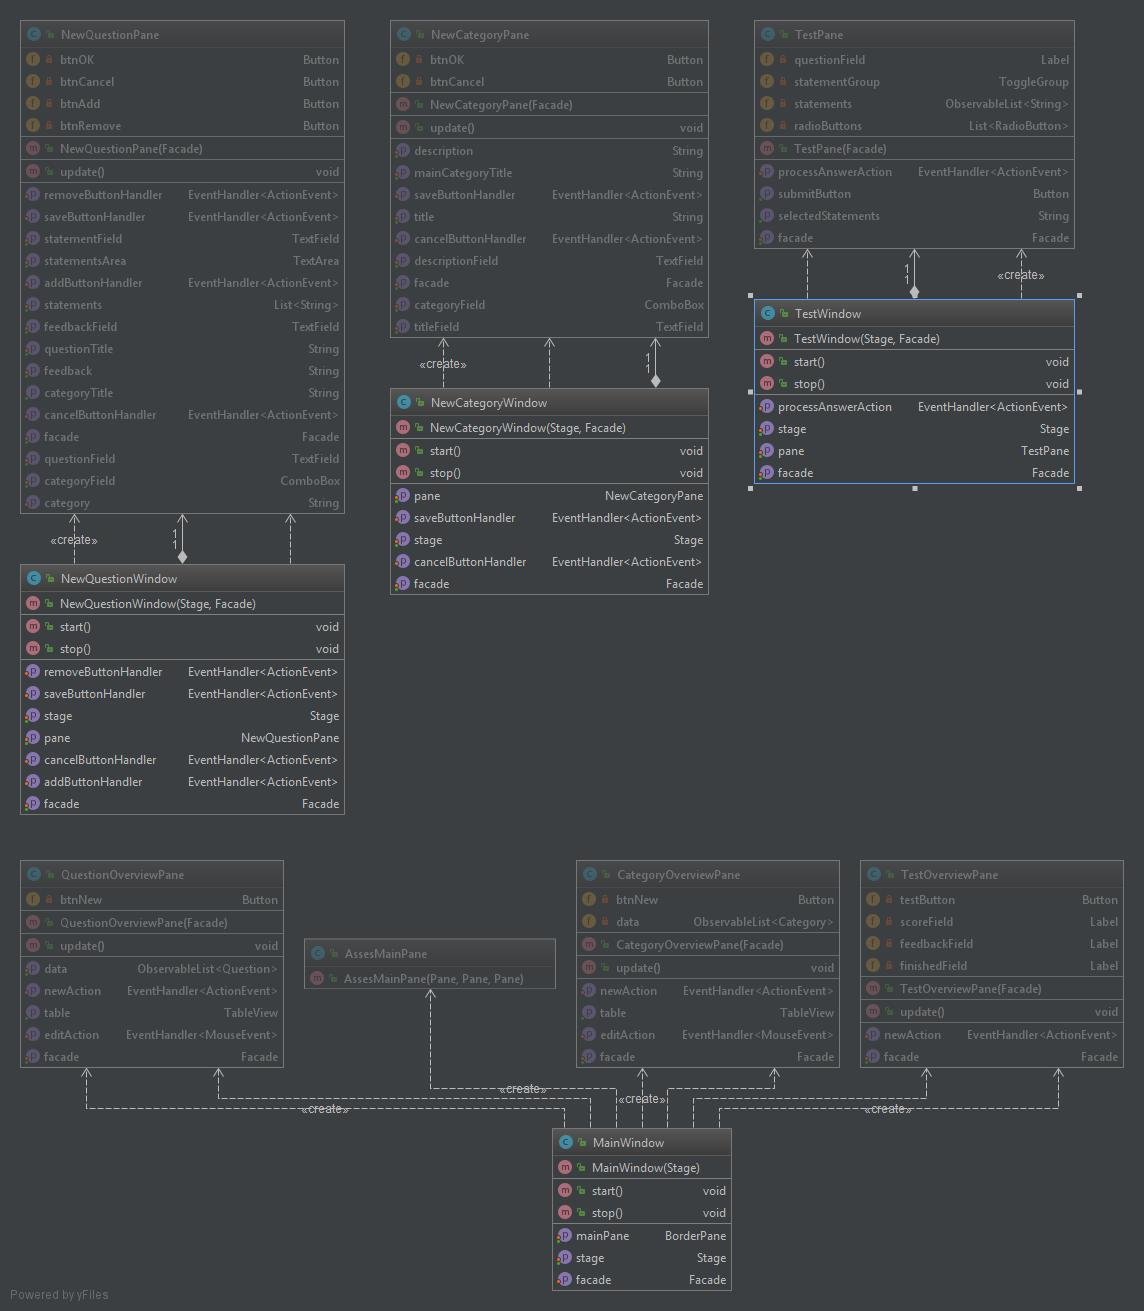 NewQuestionPane
btnOK Button
btnCancel Button
btnAdd Button
btnRemove Button
NewQuestionPane(Facade)
update() void
removeButtonHandler EventHandler<ActionEvent>
saveButtonHandler EventHandler<ActionEvent>
statementField TextField
statementsArea TextArea
addButtonHandler EventHandler<ActionEvent>
statements List<String>
feedbackField TextField
questionTitle String
feedback String
categoryTitle String
cancelButtonHandler EventHandler<ActionEvent>
facade Facade
questionField TextField
categoryField ComboBox
category String
«create»
1
1
NewQuestionWindow
NewQuestionWindow(Stage, Facade)
start() void
stop() void
removeButtonHandler EventHandler<ActionEvent>
saveButtonHandler EventHandler<ActionEvent>
stage Stage
pane NewQuestionPane
cancelButtonHandler EventHandler<ActionEvent>
addButtonHandler EventHandler<ActionEvent>
facade Facade
NewCategoryPane
btnOK Button
btnCancel Button
NewCategoryPane(Facade)
update() void
description String
mainCategoryTitle String
saveButtonHandler EventHandler<ActionEvent>
title String
cancelButtonHandler EventHandler<ActionEvent>
descriptionField TextField
facade Facade
categoryField ComboBox
titleField TextField
«create»
1
1
NewCategoryWindow
NewCategoryWindow(Stage, Facade)
start() void
stop() void
pane NewCategoryPane
saveButtonHandler EventHandler<ActionEvent>
stage Stage
cancelButtonHandler EventHandler<ActionEvent>
facade Facade
TestPane
questionField Label
statementGroup ToggleGroup
statements ObservableList<String>
radioButtons List<RadioButton>
TestPane(Facade)
processAnswerAction EventHandler<ActionEvent>
submitButton Button
selectedStatements String
facade Facade
1
1
«create»
TestWindow
TestWindow(Stage, Facade)
start() void
stop() void
processAnswerAction EventHandler<ActionEvent>
stage Stage
pane TestPane
facade Facade
QuestionOverviewPane
btnNew Button
QuestionOverviewPane(Facade)
update() void
data ObservableList<Question>
newAction EventHandler<ActionEvent>
table TableView
editAction EventHandler<MouseEvent>
facade Facade
AssesMainPane
AssesMainPane(Pane, Pane, Pane)
CategoryOverviewPane
btnNew Button
data ObservableList<Category>
CategoryOverviewPane(Facade)
update() void
newAction EventHandler<ActionEvent>
table TableView
editAction EventHandler<MouseEvent>
facade Facade
TestOverviewPane
testButton Button
scoreField Label
feedbackField Label
finishedField Label
TestOverviewPane(Facade)
update() void
newAction EventHandler<ActionEvent>
facade Facade
«create»
«create»
«create»
«create»
MainWindow
MainWindow(Stage)
start() void
stop() void
mainPane BorderPane
stage Stage
facade Facade
Powered by yFiles